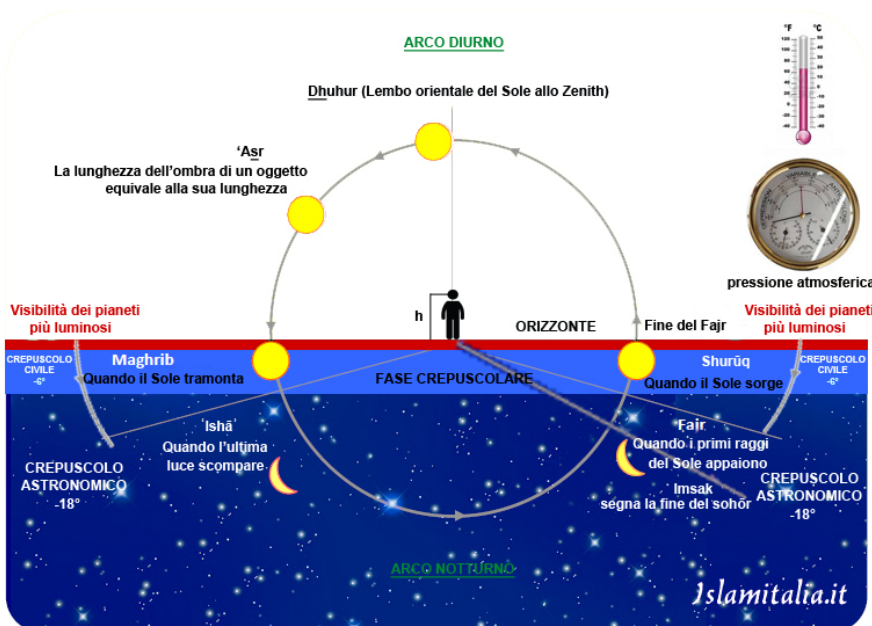 ARCO DIURNO
Dhuhur (Lembo orientale del Sole allo Zenith)
‘Asr
La lunghezza dell’ombra di un oggetto
equivale alla sua lunghezza
°F °C
pressione atmosferica
Visibilità dei pianeti
più luminosi
h
ORIZZONTE
Fine del Fajr
Visibilità dei pianeti
più luminosi
CREPUSCOLO
CIVILE
-6°
Maghrib
Quando il Sole tramonta
FASE CREPUSCOLARE
Shurūq
Quando il Sole sorge
CREPUSCOLO
CIVILE
-6°
Ishā
Quando l’ultima
luce scompare
Fajr
Quando i primi raggi
del Sole appaiono
Imsak
segna la fine del sohōr
CREPUSCOLO
ASTRONOMICO
-18°
CREPUSCOLO
ASTRONOMICO
-18°
ARCO NOTTURNO
Islamitalia.it